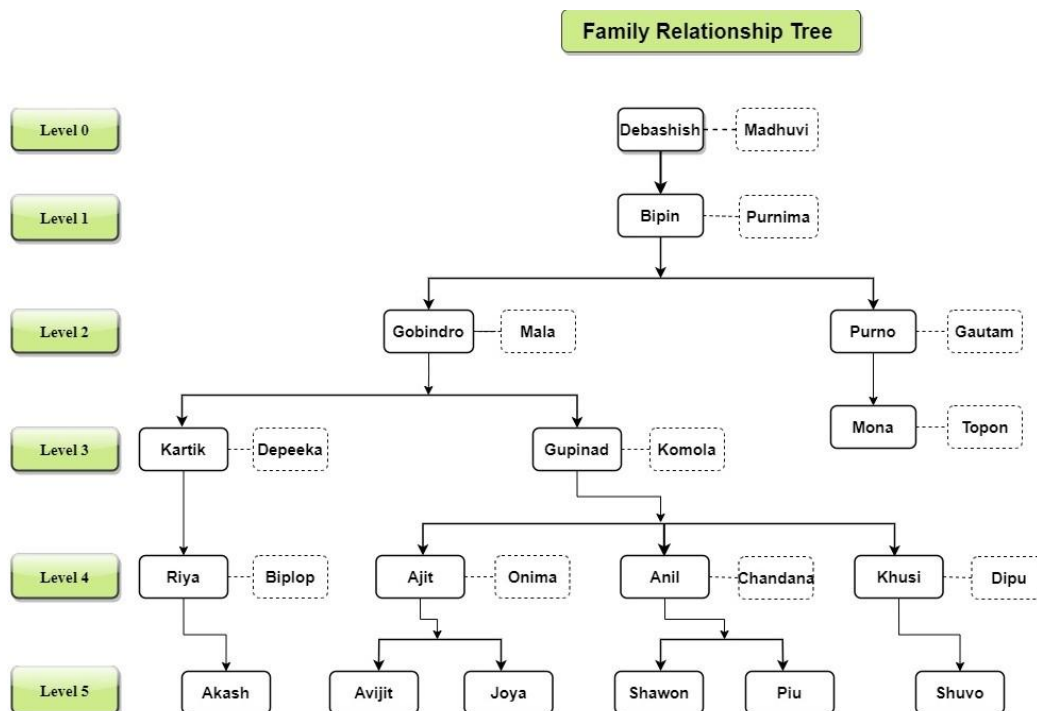 Family Relationship Tree
Level 0
Debashish
Madhuvi
Level 1
Bipin
Purnima
Level 2
Gobindro
Mala
Purno
Gautam
Level 3
Kartik
Depeeka
Gupinad
Komola
Mona
Topon
Level 4
Riya
Biplop
Ajit
Onima
Anil
Chandana
Khusi
Dipu
Level 5
Akash
Avijit
Joya
Shawon
Piu
Shuvo